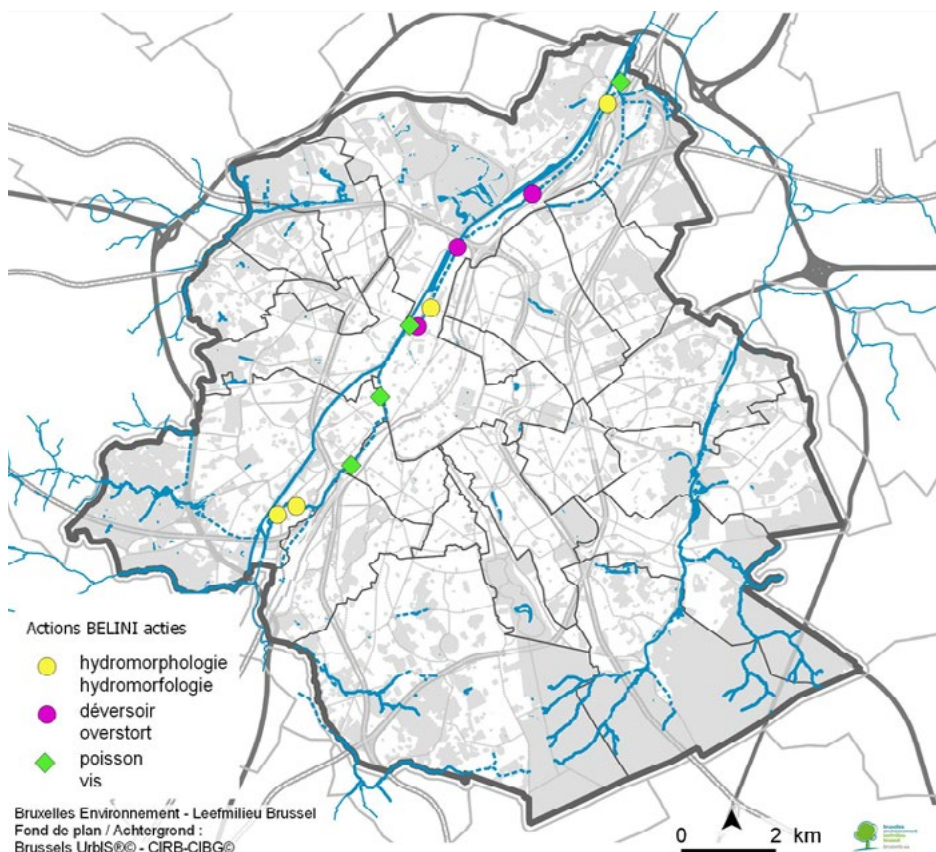 Actions BELINI acties
hydromorphologie
hydromorfologie
déversoir
overstort
poisson
vis
Bruxelles Environnement - Leefmilieu Brussel
Fond de plan / Achtergrond :
Brussels UrbIS®© - CIRB-CIBG©
0 2 km